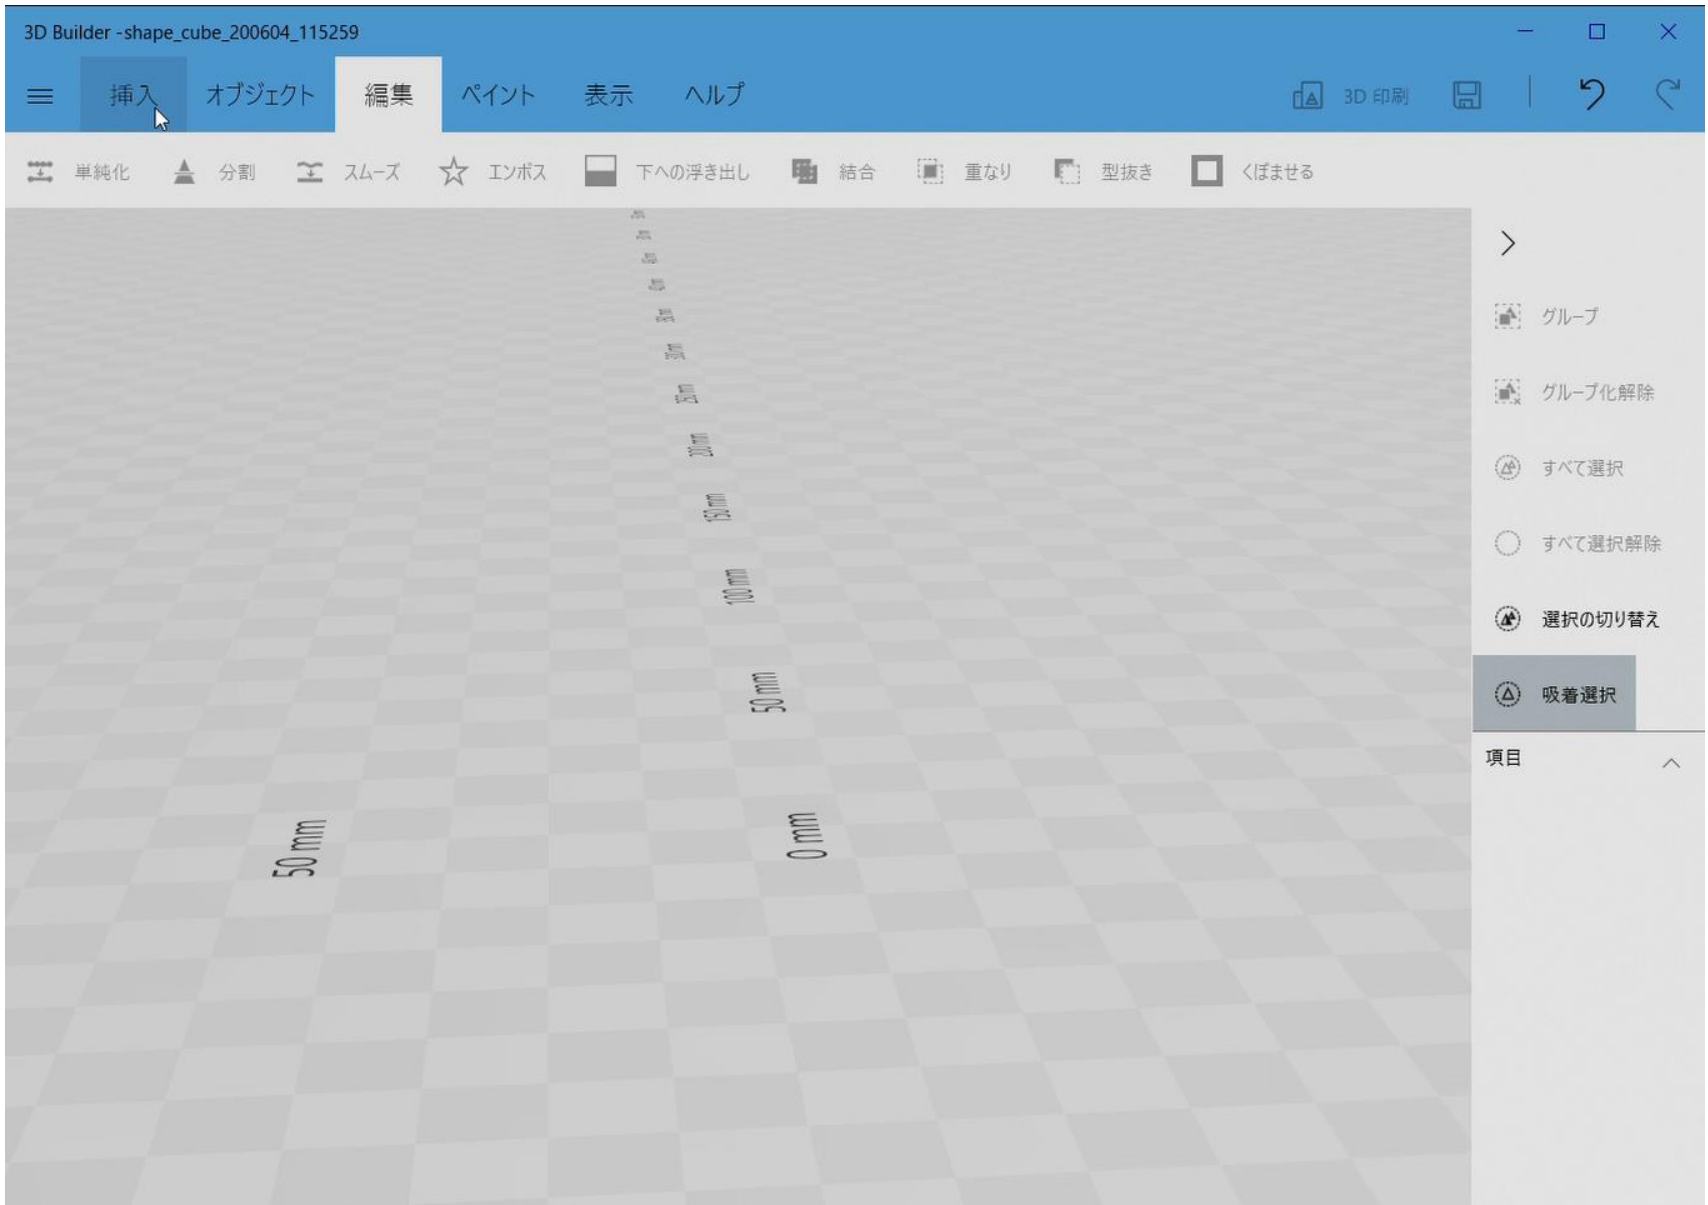 3D Builder -shape_cube_200604_115259
挿入 オブジェクト 編集 ペイント 表示 ヘルプ 3D 印刷
単純化 分割 スムーズ エンボス 下への浮き出し 結合 重なり 型抜き くぼませる
グループ
グループ化解除
すべて選択
すべて選択解除
選択の切り替え
吸着選択
項目
250 mm
200 mm
150 mm
100 mm
50 mm
50 mm
0 mm